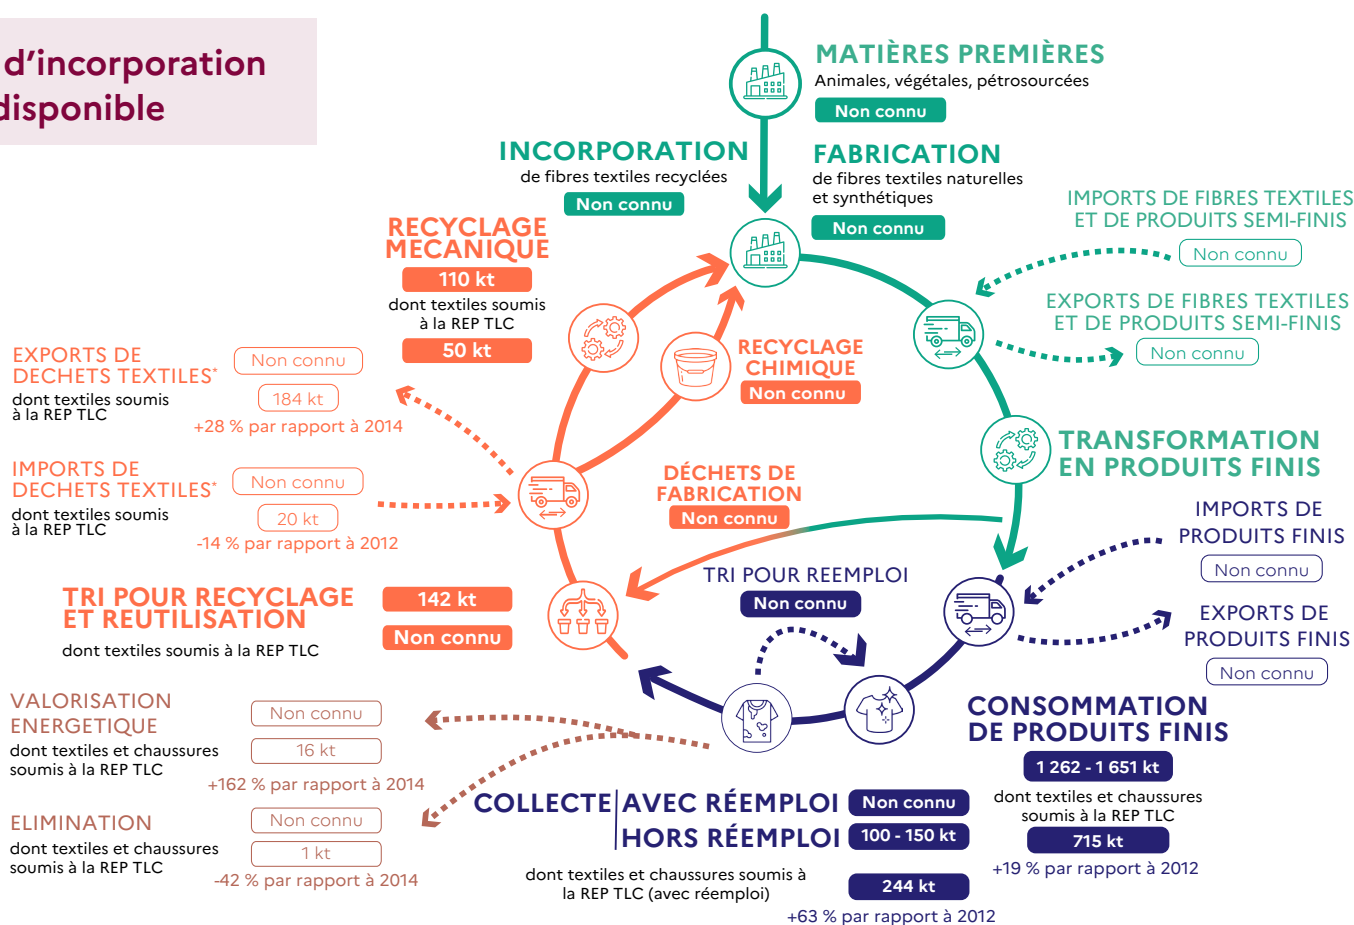 d’incorporation
disponible
MATIÈRES PREMIÈRES
Animales, végétales, pétrosourcées
Non connu
INCORPORATION
de fibres textiles recyclées
Non connu
FABRICATION
de fibres textiles naturelles
et synthétiques
Non connu
IMPORTS DE FIBRES TEXTILES
ET DE PRODUITS SEMI-FINIS
Non connu
EXPORTS DE FIBRES TEXTILES
ET DE PRODUITS SEMI-FINIS
Non connu
RECYCLAGE
MECANIQUE
110 kt
dont textiles soumis
à la REP TLC
50 kt
RECYCLAGE
CHIMIQUE
Non connu
EXPORTS DE
DECHETS TEXTILES*
Non connu
dont textiles soumis
à la REP TLC
184 kt
+28 % par rapport à 2014
IMPORTS DE
DECHETS TEXTILES*
Non connu
dont textiles soumis
à la REP TLC
20 kt
-14 % par rapport à 2012
TRANSFORMATION
EN PRODUITS FINIS
DÉCHETS DE
FABRICATION
Non connu
IMPORTS DE
PRODUITS FINIS
Non connu
EXPORTS DE
PRODUITS FINIS
Non connu
TRI POUR REEMPLOI
Non connu
TRI POUR RECYCLAGE
ET REUTILISATION
142 kt
Non connu
dont textiles soumis à la REP TLC
VALORISATION
ENERGETIQUE
Non connu
dont textiles et chaussures
soumis à la REP TLC
16 kt
+162 % par rapport à 2014
ELIMINATION
Non connu
dont textiles et chaussures
soumis à la REP TLC
1 kt
-42 % par rapport à 2014
CONSOMMATION
DE PRODUITS FINIS
1 262 - 1 651 kt
dont textiles et chaussures
soumis à la REP TLC
715 kt
+19 % par rapport à 2012
COLLECTE AVEC RÉEMPLOI Non connu
HORS RÉEMPLOI 100 - 150 kt
dont textiles et chaussures soumis à
la REP TLC (avec réemploi)
244 kt
+63 % par rapport à 2012